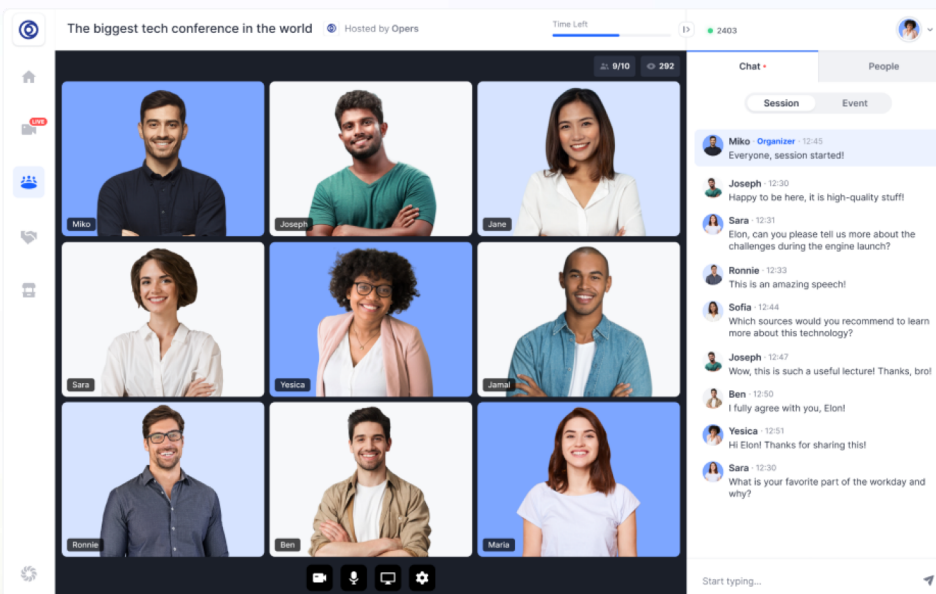 The biggest tech conference in the world
Hosted by Opers
Time Left
2403
9/10
292
LIVE
Miko
Joseph
Jane
Sara
Yesica
Jamal
Ronnie
Ben
Maria
Chat •
People
Session
Event
Miko · Organizer · 12:45
Everyone, session started!
Joseph · 12:30
Happy to be here, it is high-quality stuff!
Sara · 12:31
Elon, can you please tell us more about the
challenges during the engine launch?
Ronnie · 12:33
This is an amazing speech!
Sofia · 12:44
Which sources would you recommend to learn
more about this technology?
Joseph · 12:47
Wow, this is such a useful lecture! Thanks, bro!
Ben · 12:50
I fully agree with you, Elon!
Yesica · 12:51
Hi Elon! Thanks for sharing this!
Sara · 12:30
What is your favorite part of the workday and
why?
Start typing...